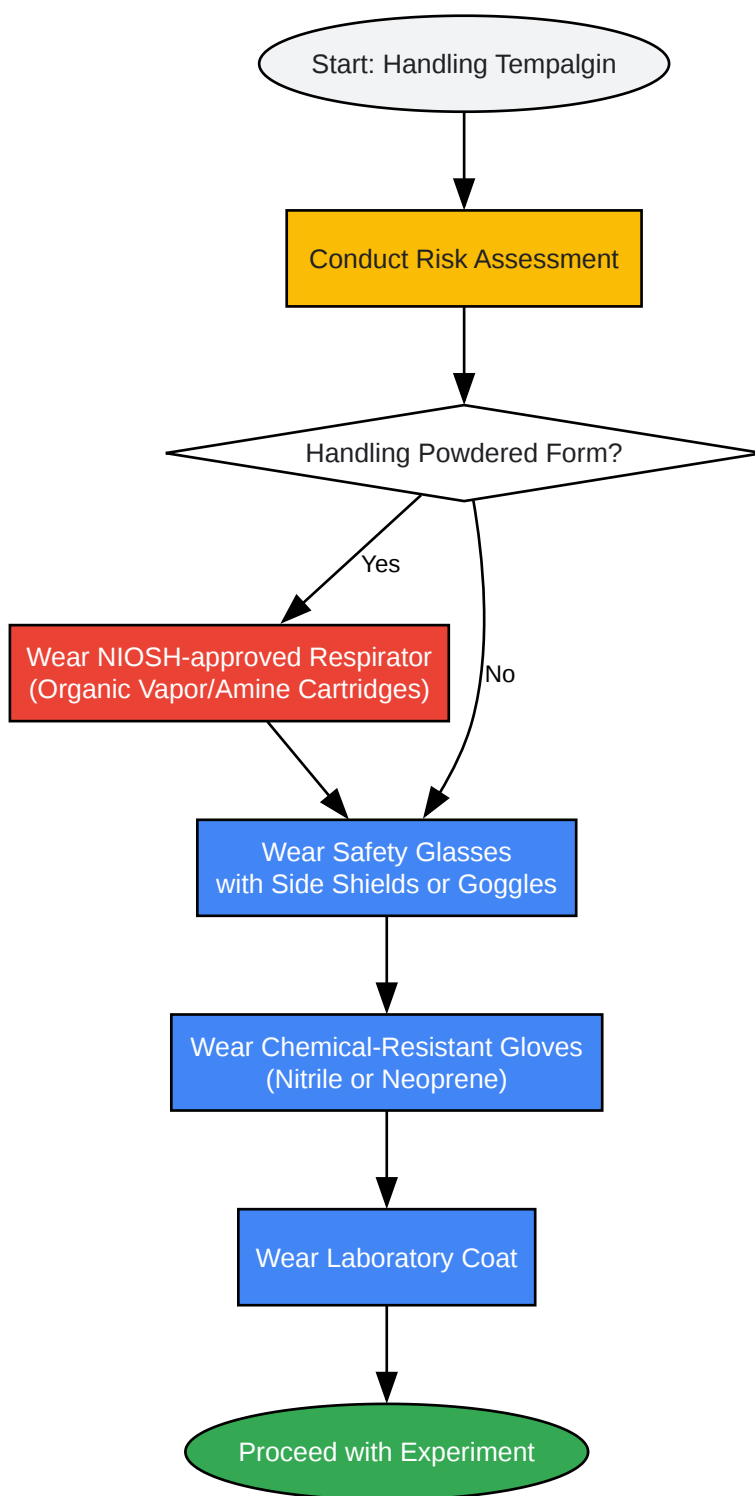 Start: Handling Tempalgin
Conduct Risk Assessment
Handling Powdered Form?
Yes
Wear NIOSH-approved Respirator
(Organic Vapor/Amine Cartridges)
No
Wear Safety Glasses
with Side Shields or Goggles
Wear Chemical-Resistant Gloves
(Nitrile or Neoprene)
Wear Laboratory Coat
Proceed with Experiment